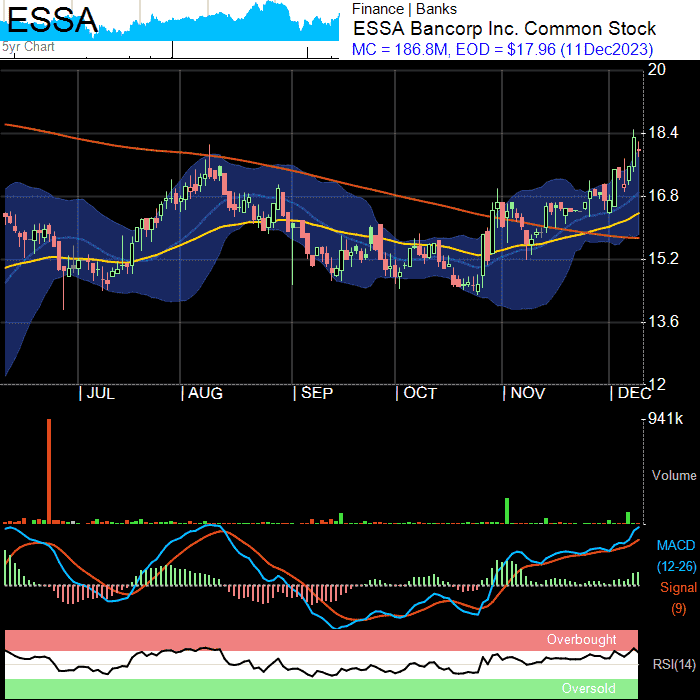 ESSA
5yr Chart
Finance | Banks
ESSA Bancorp Inc. Common Stock
MC = 186.8M, EOD = $17.96 (11Dec2023)
20
18.4
16.8
15.2
13.6
12
| JUL
| AUG
| SEP
| OCT
| NOV
| DEC
941k
Volume
MACD
(12-26)
Signal
(9)
Overbought
RSI(14)
Oversold